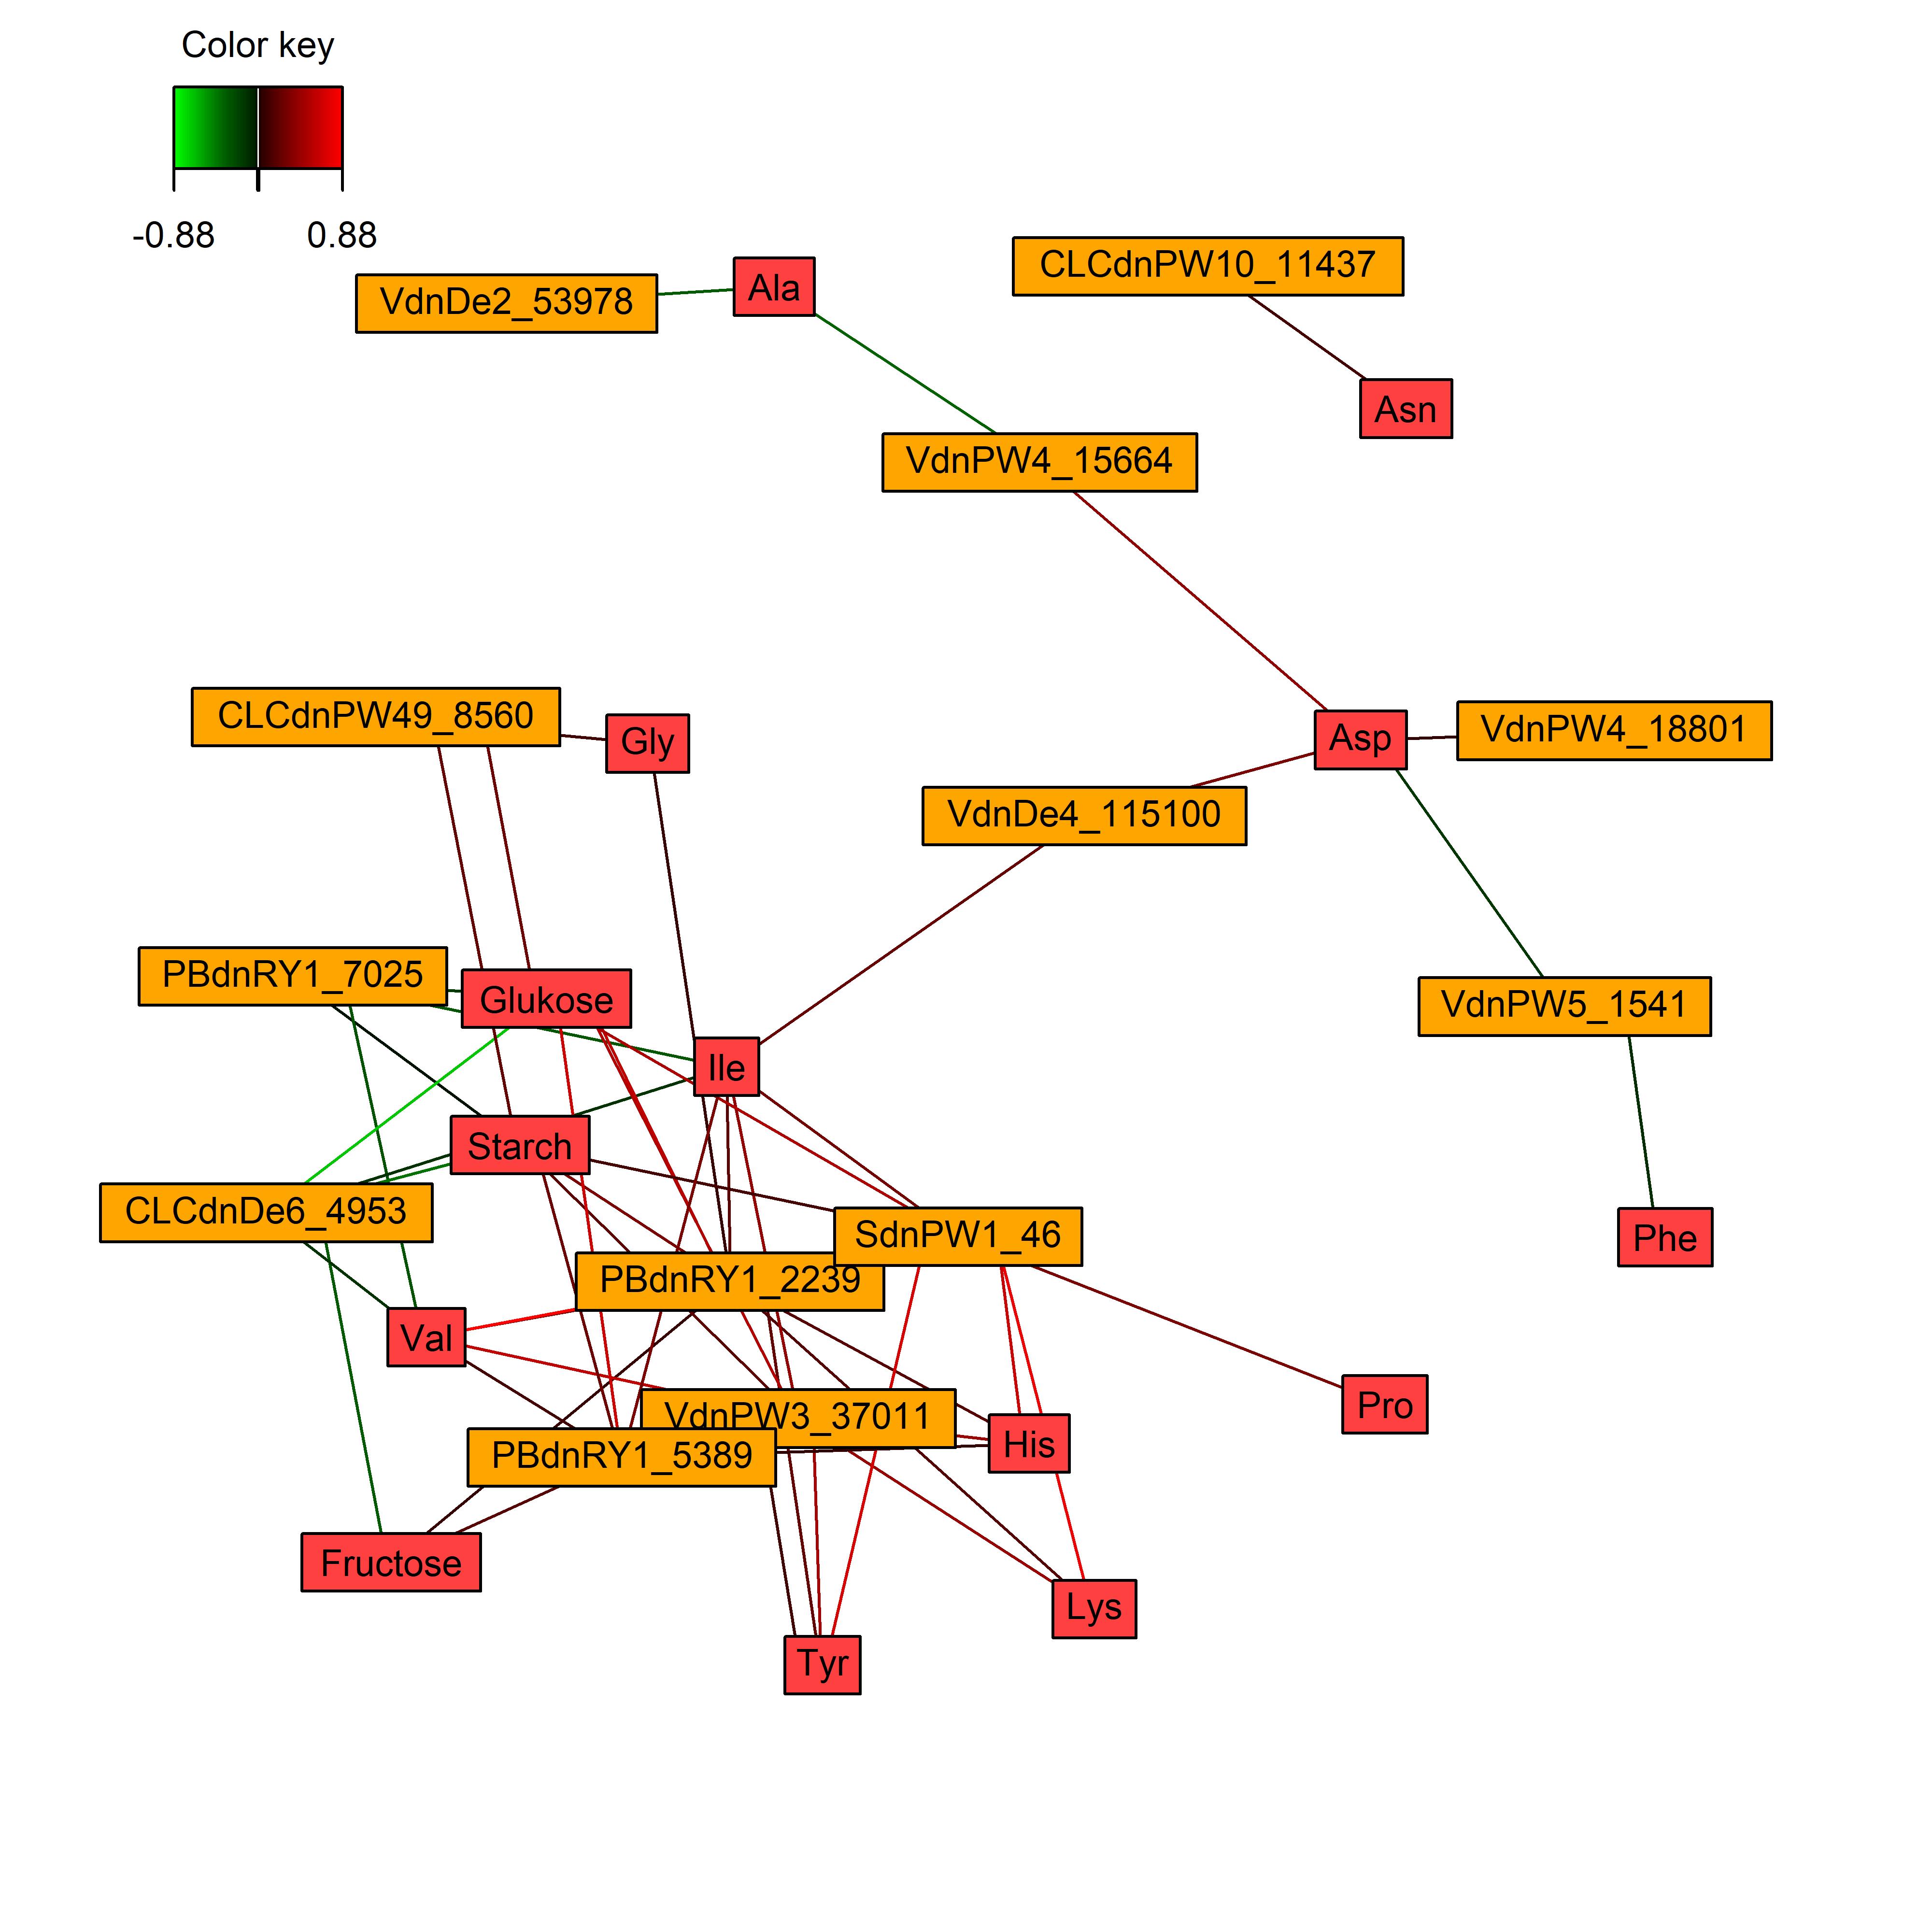 Color key
-0.88 0.88
CLCdnPW10_11437
VdnDe2_53978
Ala
Asn
VdnPW4_15664
CLCdnPW49_8560
Gly
Asp
VdnPW4_18801
VdnDe4_115100
PBdnRY1_7025
Glukose
VdnPW5_1541
Ile
Starch
CLCdnDe6_4953
SdnPW1_46
Phe
PBdnRY1_2239
Val
Pro
VdnPW3_37011
His
PBdnRY1_5389
Fructose
Lys
Tyr